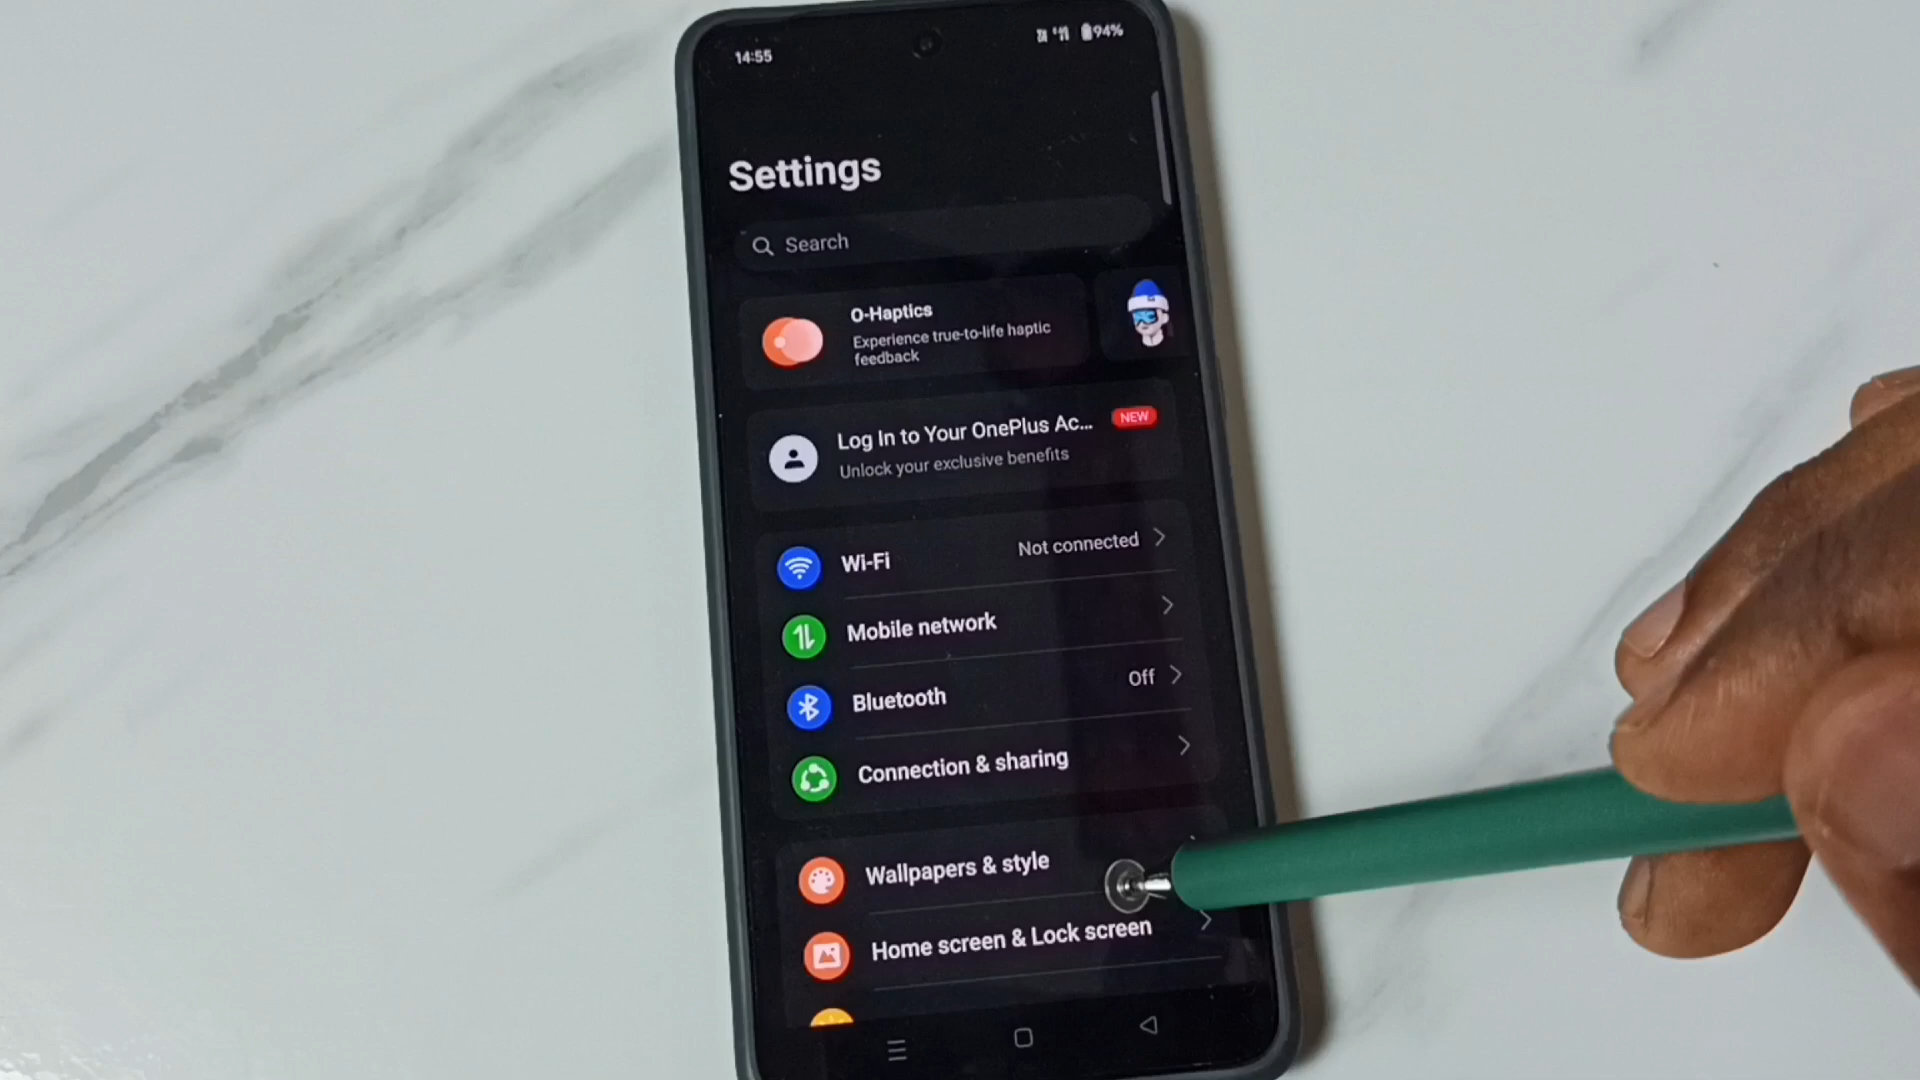 14:55
94%
Settings
Search
O-Haptics
Experience true-to-life haptic
feedback
Log In to Your OnePlus Ac...
NEW
Unlock your exclusive benefits
Wi-Fi
Not connected
Mobile network
Bluetooth
Off
Connection & sharing
Wallpapers & style
Home screen & Lock screen